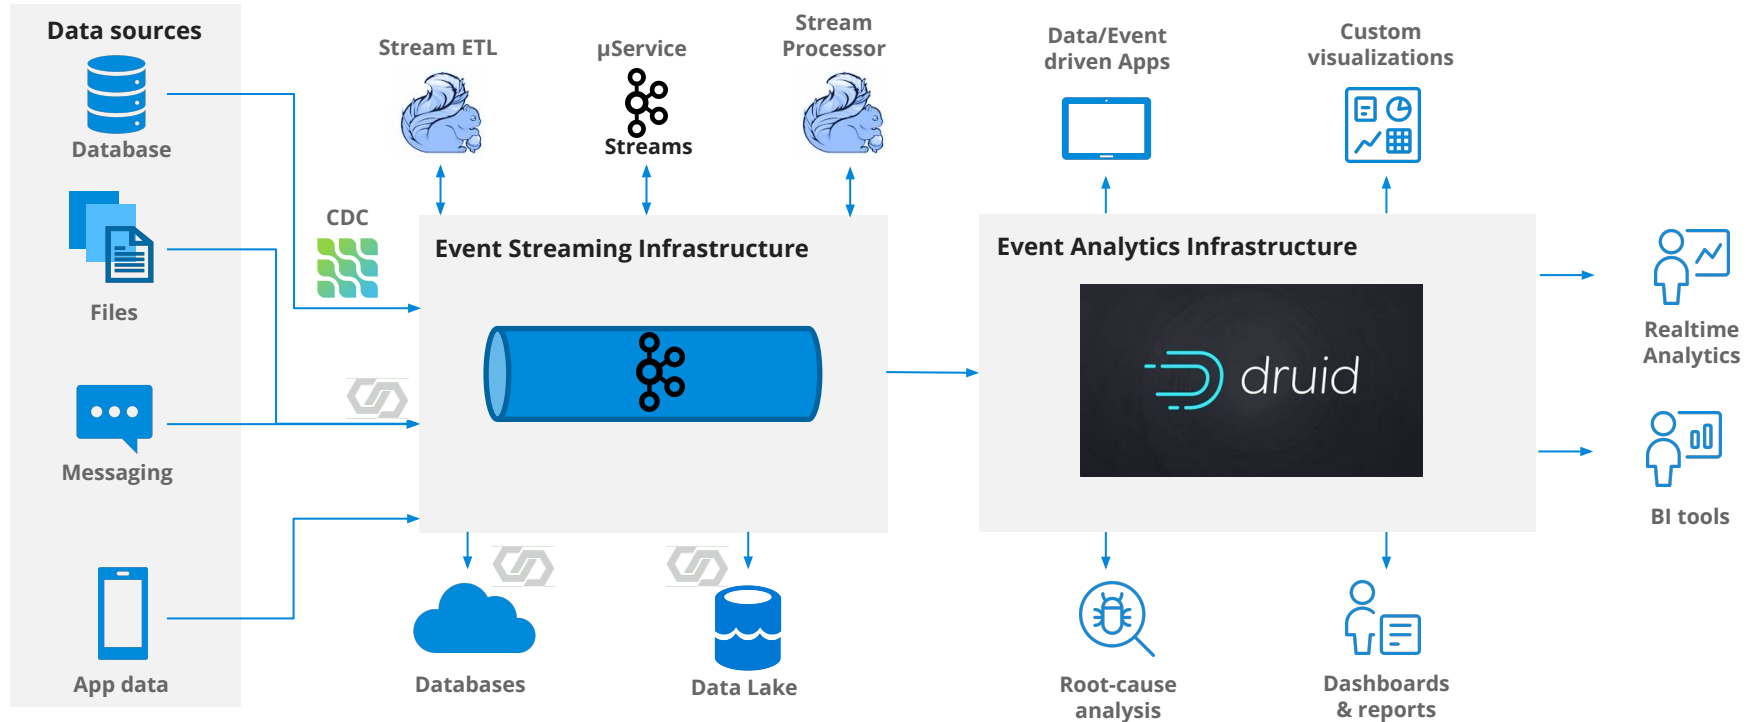 Data sources
Database
Files
Messaging
App data
CDC
Stream ETL
µService
Streams
Stream
Processor
Event Streaming Infrastructure
Databases
Data Lake
Data/Event
driven Apps
Custom
visualizations
Event Analytics Infrastructure
druid
Realtime
Analytics
BI tools
Root-cause
analysis
Dashboards
& reports